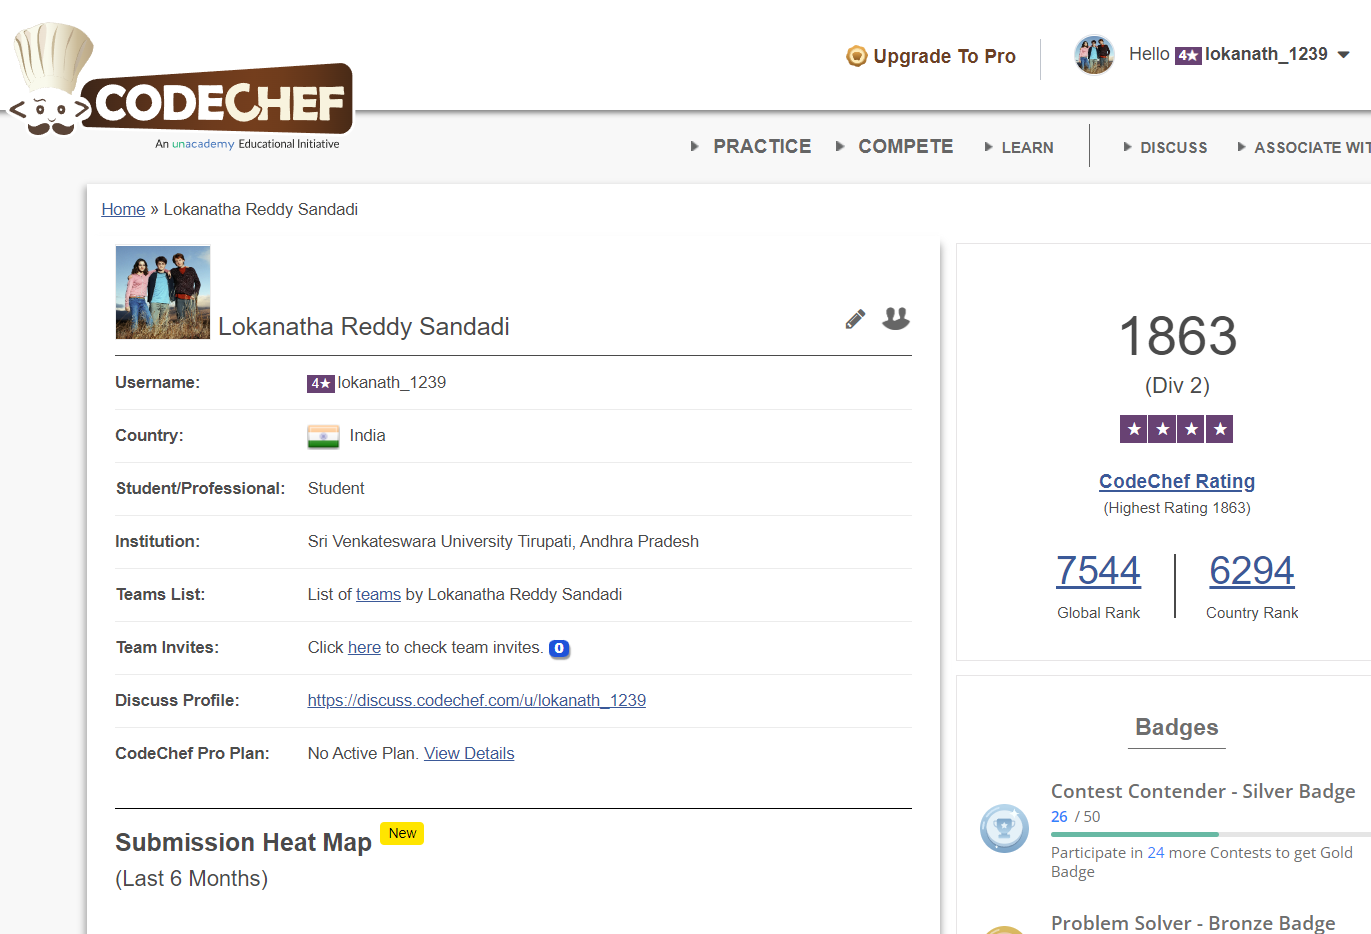 CODECHEF
An unacademy Educational Initiative
Upgrade To Pro
Hello 4★ lokanath_1239
PRACTICE
COMPETE
LEARN
DISCUSS
ASSOCIATE WIT
Home » Lokanatha Reddy Sandadi
Lokanatha Reddy Sandadi
Username: 4★lokanath_1239
Country: India
Student/Professional: Student
Institution: Sri Venkateswara University Tirupati, Andhra Pradesh
Teams List: List of teams by Lokanatha Reddy Sandadi
Team Invites: Click here to check team invites. 0
Discuss Profile: https://discuss.codechef.com/u/lokanath_1239
CodeChef Pro Plan: No Active Plan. View Details
Submission Heat Map New
(Last 6 Months)
1863
(Div 2)
★ ★ ★ ★
CodeChef Rating
(Highest Rating 1863)
7544
Global Rank
6294
Country Rank
Badges
Contest Contender - Silver Badge
26 / 50
Participate in 24 more Contests to get Gold
Badge
Problem Solver - Bronze Badge